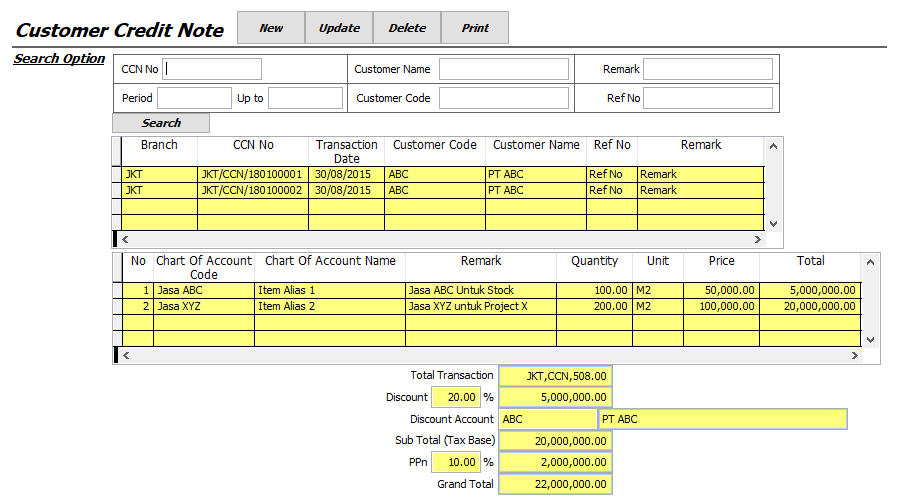 Customer Credit Note New Update Delete Print
Search Option
CCN No Customer Name Remark
Period Up to Customer Code Ref No
Search
Branch CCN No Transaction Date Customer Code Customer Name Ref No Remark
JKT JKT/CCN/180100001 30/08/2015 ABC PT ABC Ref No Remark
JKT JKT/CCN/180100002 30/08/2015 ABC PT ABC Ref No Remark
No Chart Of Account Code Chart Of Account Name Remark Quantity Unit Price Total
1 Jasa ABC Item Alias 1 Jasa ABC Untuk Stock 100.00 M2 50,000.00 5,000,000.00
2 Jasa XYZ Item Alias 2 Jasa XYZ untuk Project X 200.00 M2 100,000.00 20,000,000.00
Total Transaction JKT,CCN,508.00
Discount 20.00 % 5,000,000.00
Discount Account ABC PT ABC
Sub Total (Tax Base) 20,000,000.00
PPn 10.00 % 2,000,000.00
Grand Total 22,000,000.00